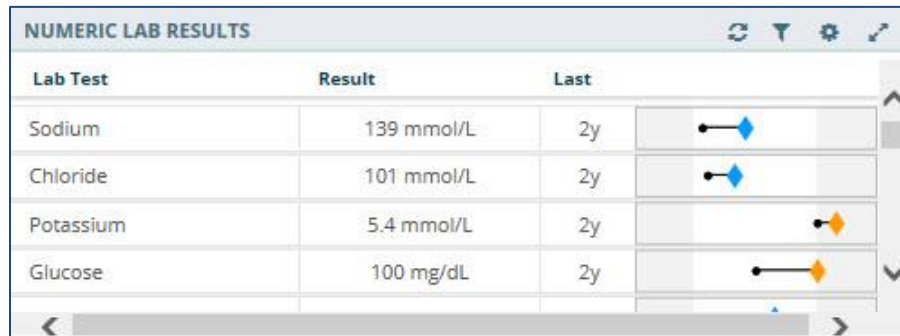 NUMERIC LAB RESULTS
Lab Test Result Last
Sodium 139 mmol/L 2y
Chloride 101 mmol/L 2y
Potassium 5.4 mmol/L 2y
Glucose 100 mg/dL 2y